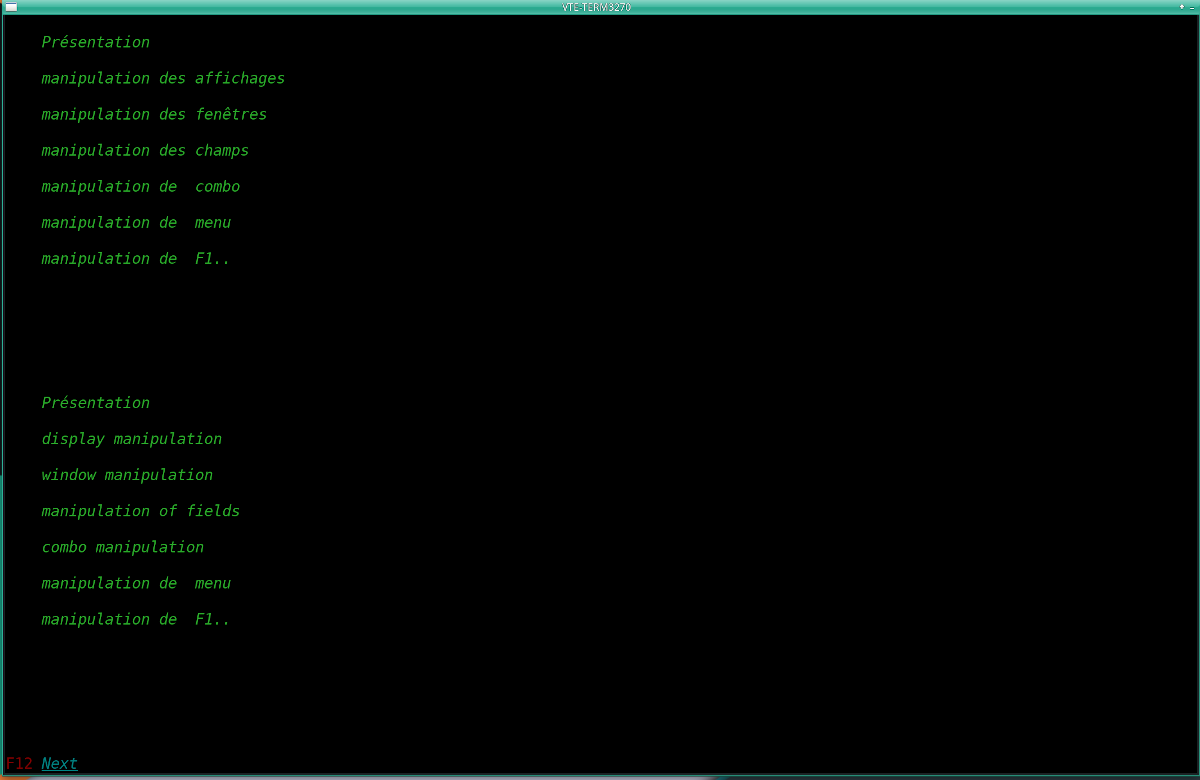 VTE-TERM3270
Présentation
manipulation des affichages
manipulation des fenêtres
manipulation des champs
manipulation de  combo
manipulation de  menu
manipulation de  F1..
Présentation
display manipulation
window manipulation
manipulation of fields
combo manipulation
manipulation de  menu
manipulation de  F1..
F12 Next